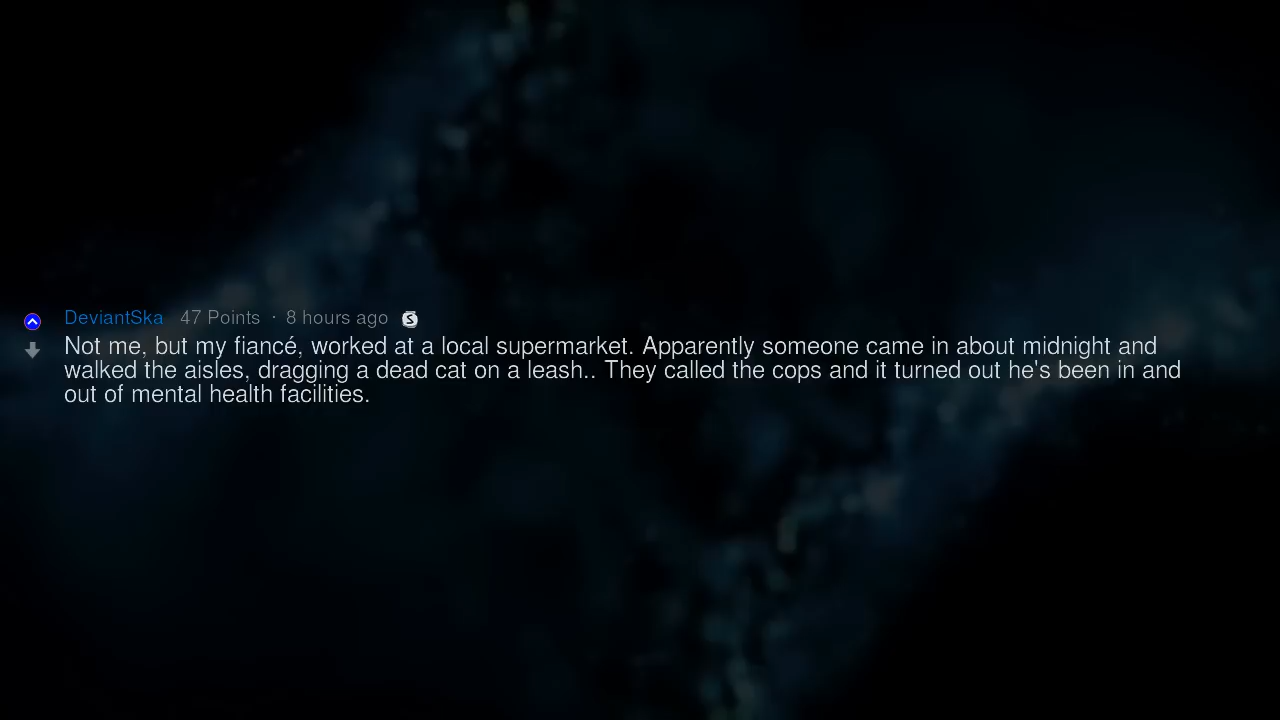 DeviantSka 47 Points · 8 hours ago
Not me, but my fiancé, worked at a local supermarket. Apparently someone came in about midnight and
walked the aisles, dragging a dead cat on a leash.. They called the cops and it turned out he's been in and
out of mental health facilities.